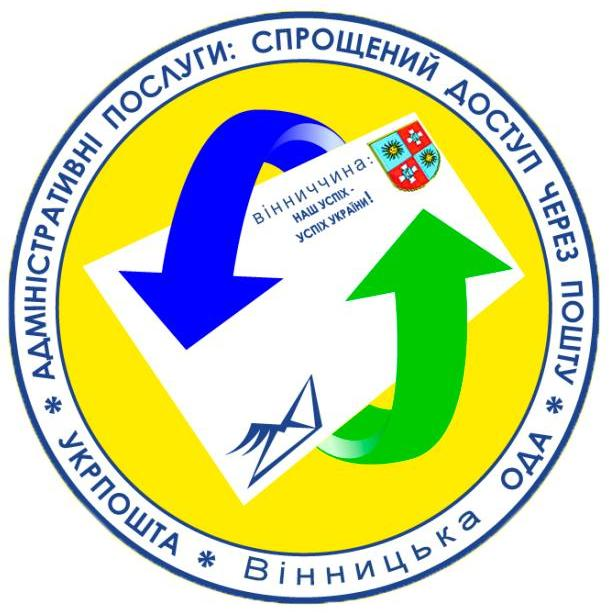 АДМІНІСТРАТИВНІ ПОСЛУГИ: СПРОЩЕНИЙ ДОСТУП ЧЕРЕЗ ПОШТУ
* УКРПОШТА * Вінницька ОДА *
вінниччина:
НАШ УСПІХ -
УСПІХ УКРАЇНИ!